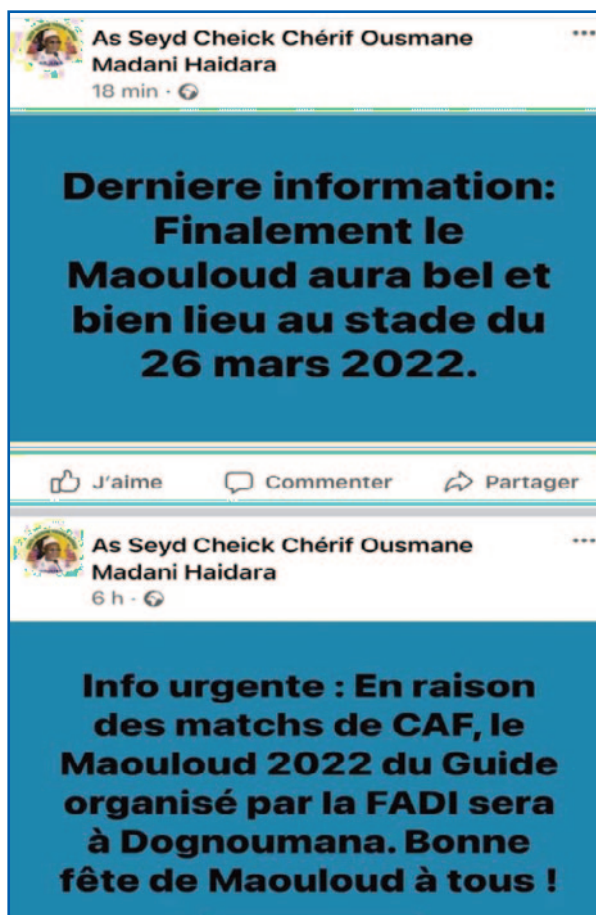 As Seyd Cheick Chérif Ousmane
Madani Haidara
18 min ·
Derniere information:
Finalement le
Maouloud aura bel et
bien lieu au stade du
26 mars 2022.
J'aime Commenter Partager
As Seyd Cheick Chérif Ousmane
Madani Haidara
6 h ·
Info urgente : En raison
des matchs de CAF, le
Maouloud 2022 du Guide
organisé par la FADI sera
à Dognoumana. Bonne
fête de Maouloud à tous !